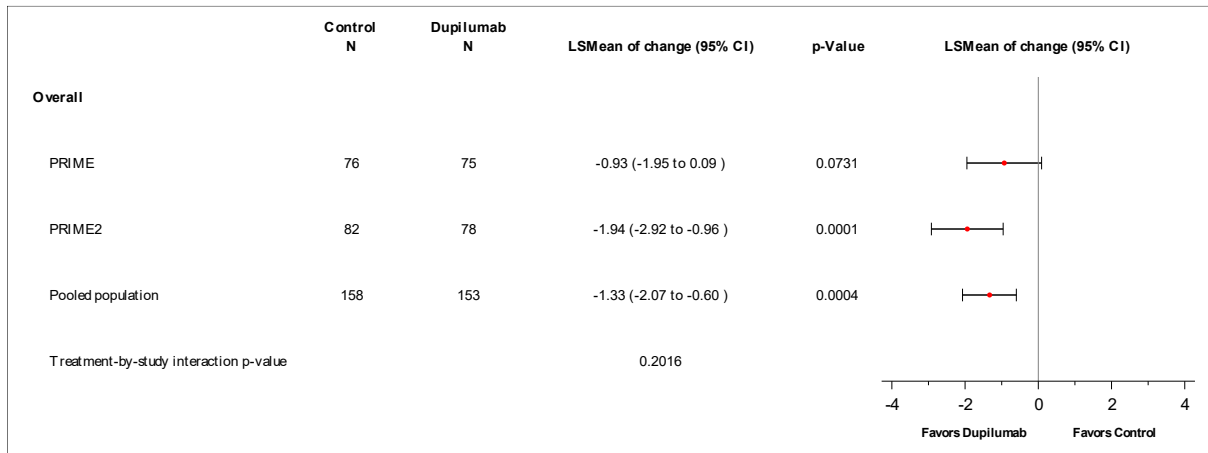 Control Dupilumab
N N LSMean of change (95% CI) p-Value LSMean of change (95% CI)
Overall
PRIME 76 75 -0.93 (-1.95 to 0.09 ) 0.0731
PRIME2 82 78 -1.94 (-2.92 to -0.96 ) 0.0001
Pooled population 158 153 -1.33 (-2.07 to -0.60 ) 0.0004
Treatment-by-study interaction p-value 0.2016
-4 -2 0 2 4
Favors Dupilumab Favors Control